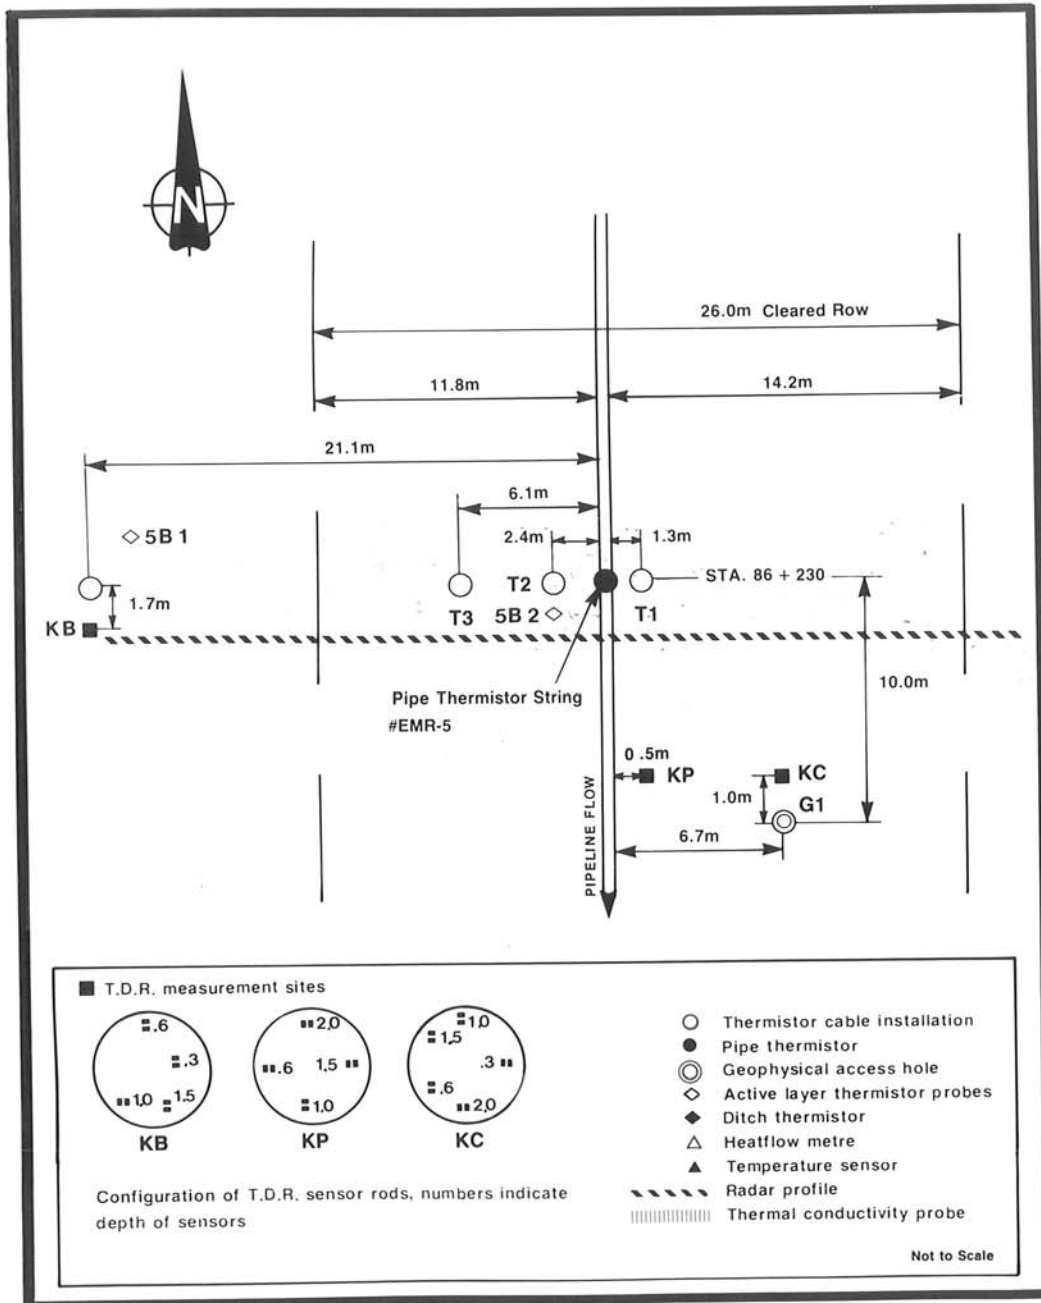 N
26.0m Cleared Row
11.8m
14.2m
21.1m
6.1m
5B 1
2.4m
1.3m
T2
STA. 86 + 230
1.7m
T3
5B 2
T1
KB
10.0m
Pipe Thermistor String
#EMR-5
0 .5m
KP
KC
1.0m
G1
PIPELINE FLOW
6.7m
T.D.R. measurement sites
.6
.3
1.0
1.5
KB
2.0
.6
1.5
1.0
KP
1.0
1.5
.3
.6
2.0
KC
Configuration of T.D.R. sensor rods, numbers indicate
depth of sensors
Thermistor cable installation
Pipe thermistor
Geophysical access hole
Active layer thermistor probes
Ditch thermistor
Heatflow metre
Temperature sensor
Radar profile
Thermal conductivity probe
Not to Scale